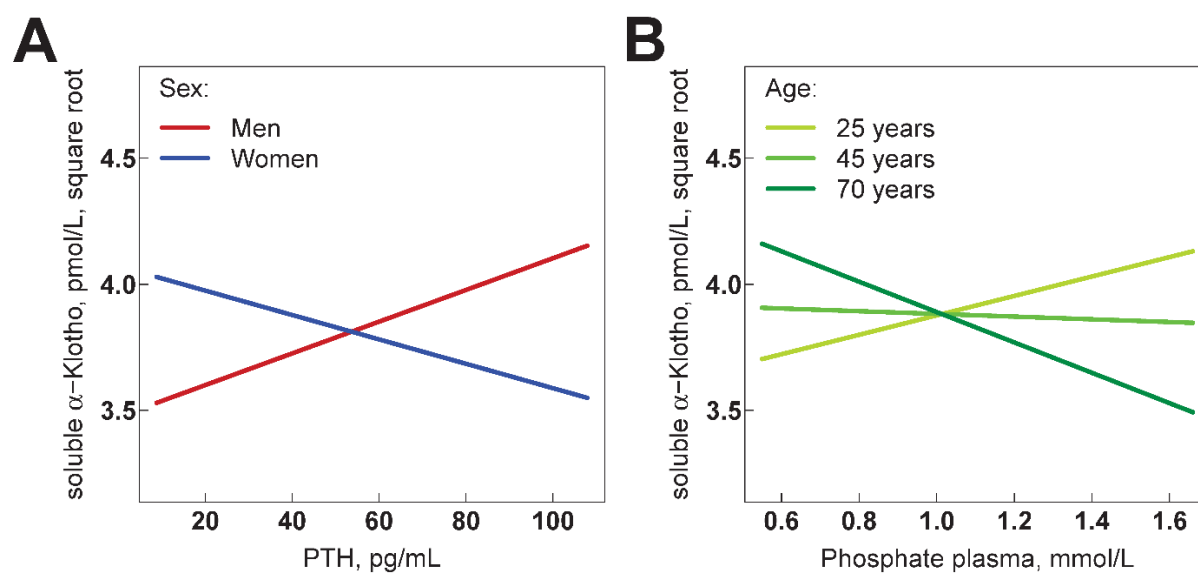 A
soluble α−Klotho, pmol/L, square root
Sex:
Men
Women
4.5
4.0
3.5
20 40 60 80 100
PTH, pg/mL
B
soluble α−Klotho, pmol/L, square root
Age:
25 years
45 years
70 years
4.5
4.0
3.5
0.6 0.8 1.0 1.2 1.4 1.6
Phosphate plasma, mmol/L